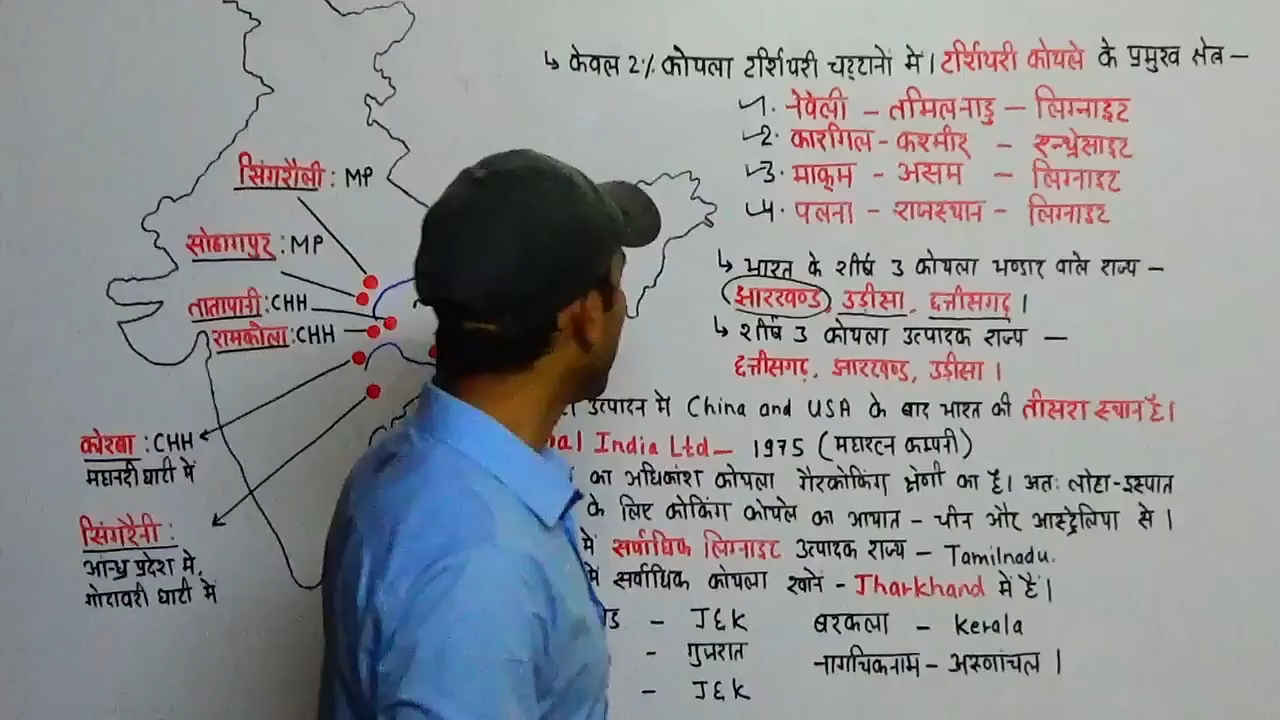 ↳ केवल 2% कोयला टर्शियरी चट्टानों में। टर्शियरी कोयले के प्रमुख क्षेत्र –
1. नेवेली – तमिलनाडु – लिग्नाइट
2. कारगिल – कश्मीर – एन्थ्रेसाइट
3. माकूम – असम – लिग्नाइट
4. पलना – राजस्थान – लिग्नाइट
↳ भारत के शीर्ष 3 कोयला भण्डार वाले राज्य –
झारखण्ड, उड़ीसा, छत्तीसगढ़।
↳ शीर्ष 3 कोयला उत्पादक राज्य –
छत्तीसगढ़, झारखण्ड, उड़ीसा।
उत्पादन में China and USA के बाद भारत की तीसरा स्थान है।
al India Ltd – 1975 (महारत्न कम्पनी)
का अधिकांश कोयला गैरकोकिंग श्रेणी का है। अतः लोहा-इस्पात
के लिए कोकिंग कोयले का आयात – चीन और आस्ट्रेलिया से।
में सर्वाधिक लिग्नाइट उत्पादक राज्य – Tamilnadu.
में सर्वाधिक कोयला खानें – Jharkhand में है।
– J&K बरकला – Kerala
– गुजरात नागचिकनाम – अरुणांचल।
– J&K
सिंगरौली : MP
सोहागपुर : MP
तातापानी : CHH
रामकोला : CHH
कोरबा : CHH
महानदी घाटी में
सिंगरैनी :
आंध्र प्रदेश में,
गोदावरी घाटी में